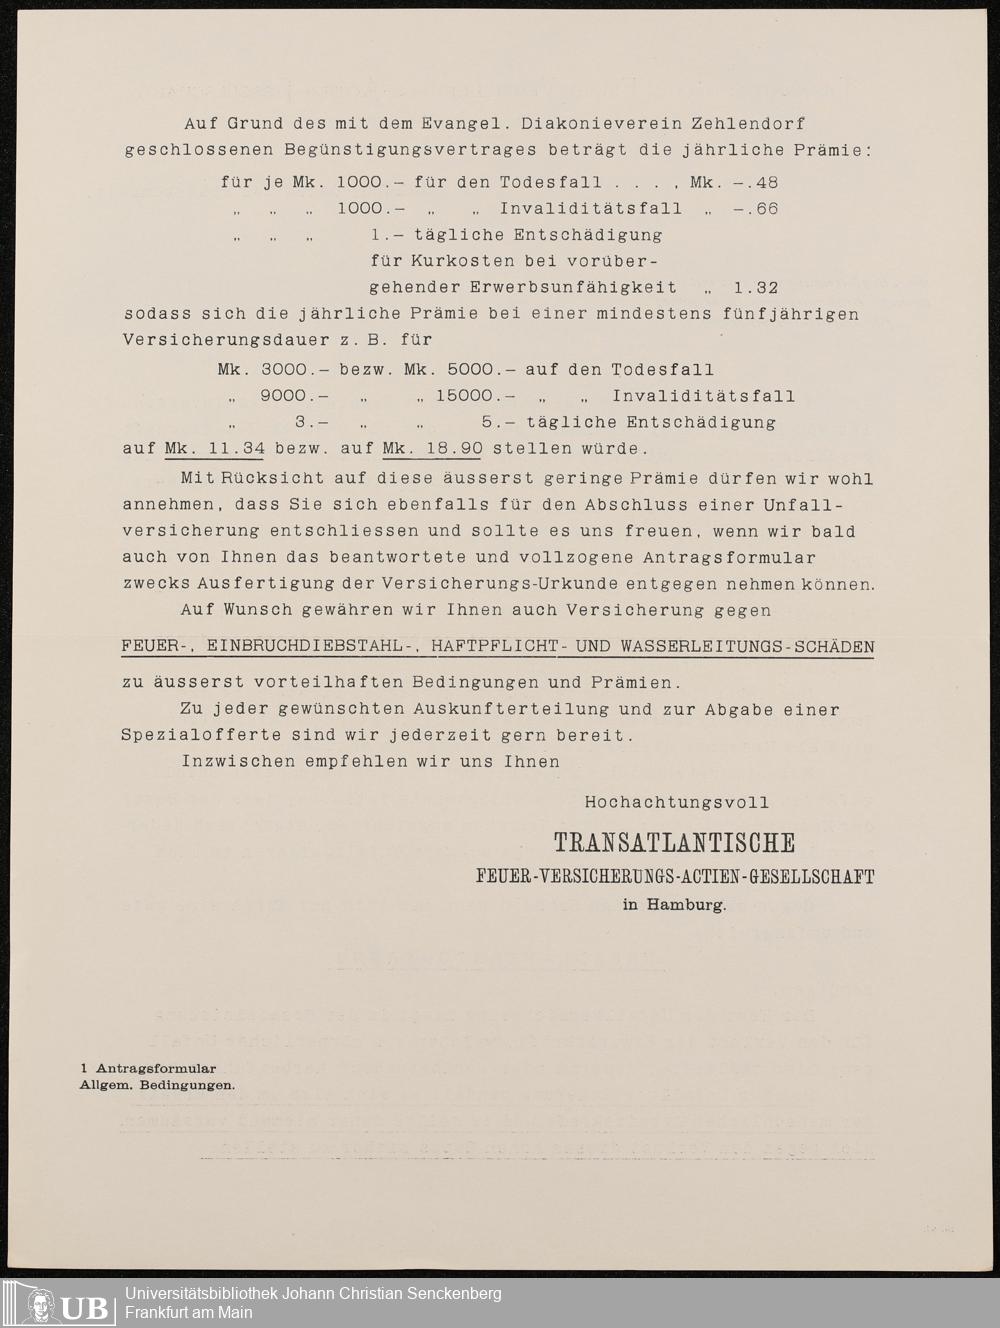 Auf Grund des mit dem Evangel. Diakonieverein Zehlendorf
geschlossenen Begünstigungsvertrages beträgt die jährliche Prämie:
für je Mk. 1000.- für den Todesfall . . . , Mk. -.48
„ „ „ 1000.- „ „ Invaliditätsfall „ -.66
„ „ „ 1.- tägliche Entschädigung
für Kurkosten bei vorüber-
gehender Erwerbsunfähigkeit „ 1.32
sodass sich die jährliche Prämie bei einer mindestens fünfjährigen
Versicherungsdauer z. B. für
Mk. 3000.- bezw. Mk. 5000.- auf den Todesfall
„ 9000.- „ „ 15000.- „ „ Invaliditätsfall
„ 3.- „ „ 5.- tägliche Entschädigung
auf Mk. 11.34 bezw. auf Mk. 18.90 stellen würde.
Mit Rücksicht auf diese äusserst geringe Prämie dürfen wir wohl
annehmen, dass Sie sich ebenfalls für den Abschluss einer Unfall-
versicherung entschliessen und sollte es uns freuen, wenn wir bald
auch von Ihnen das beantwortete und vollzogene Antragsformular
zwecks Ausfertigung der Versicherungs-Urkunde entgegen nehmen können.
Auf Wunsch gewähren wir Ihnen auch Versicherung gegen
FEUER-, EINBRUCHDIEBSTAHL-, HAFTPFLICHT- UND WASSERLEITUNGS-SCHÄDEN
zu äusserst vorteilhaften Bedingungen und Prämien.
Zu jeder gewünschten Auskunfterteilung und zur Abgabe einer
Spezialofferte sind wir jederzeit gern bereit.
Inzwischen empfehlen wir uns Ihnen
Hochachtungsvoll
TRANSATLANTISCHE
FEUER-VERSICHERUNGS-ACTIEN-GESELLSCHAFT
in Hamburg.
1 Antragsformular
Allgem. Bedingungen.
UB
Universitätsbibliothek Johann Christian Senckenberg
Frankfurt am Main